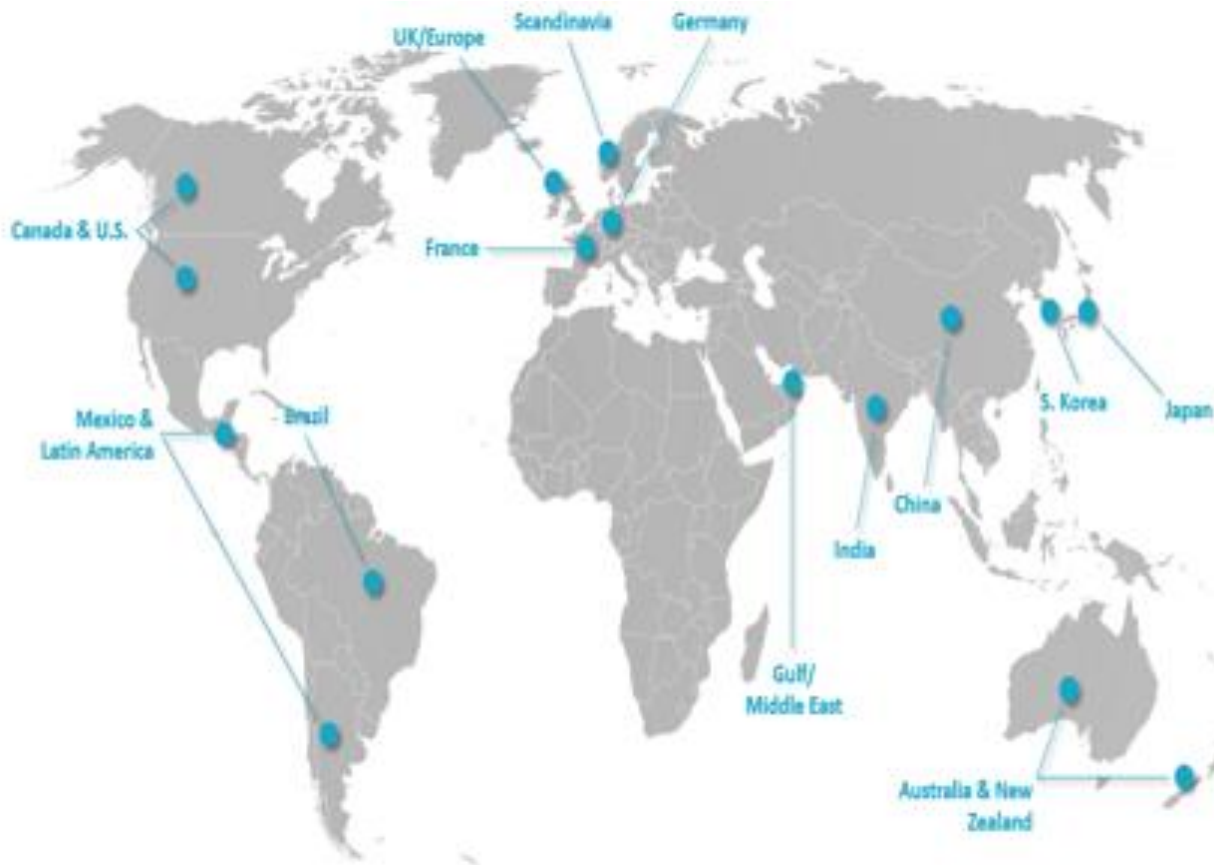 Scandinavia
Germany
UK/Europe
Canada & U.S.
France
Mexico &
Latin America
Brazil
S. Korea
Japan
China
India
Gulf/
Middle East
Australia & New
Zealand